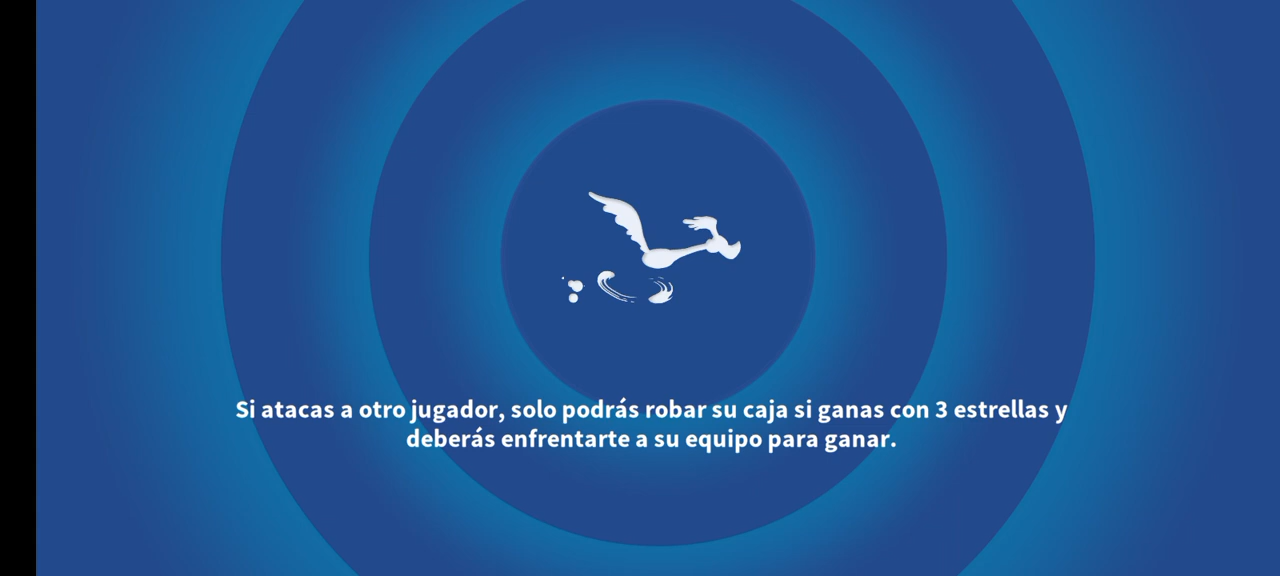 Si atacas a otro jugador, solo podrás robar su caja si ganas con 3 estrellas y
deberás enfrentarte a su equipo para ganar.